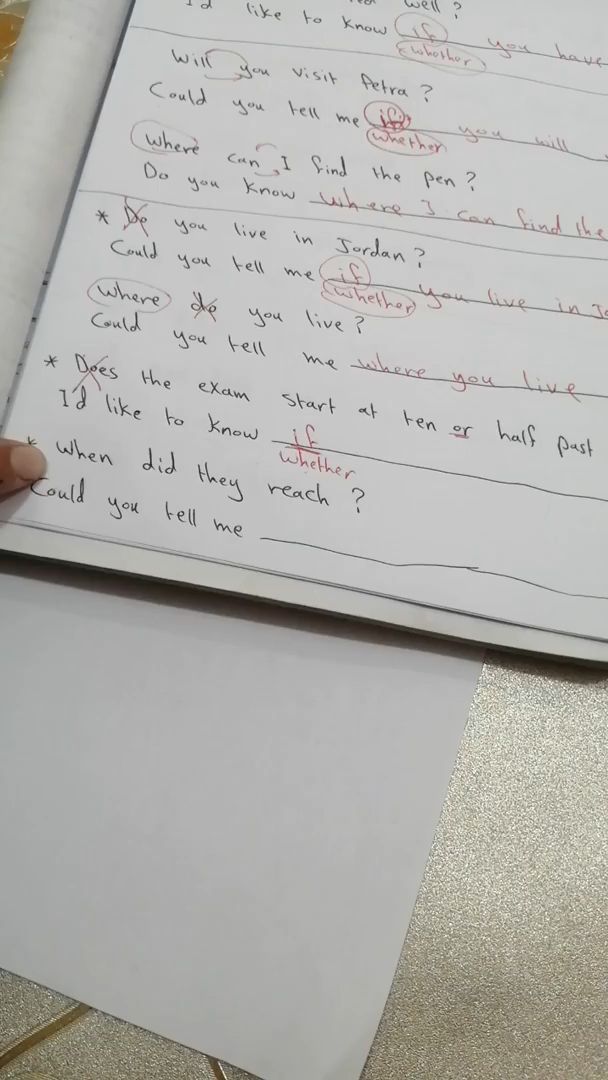 well ?
I'd like to know if you have
whether
Will you visit Petra ?
Could you tell me if you will
whether
Where can I find the pen ?
Do you know where I can find the
* Do you live in Jordan ?
Could you tell me if you live in Jo
whether
Where do you live ?
Could you tell me where you live
* Does the exam start at ten or half past
I'd like to know if
whether
* When did they reach ?
Could you tell me